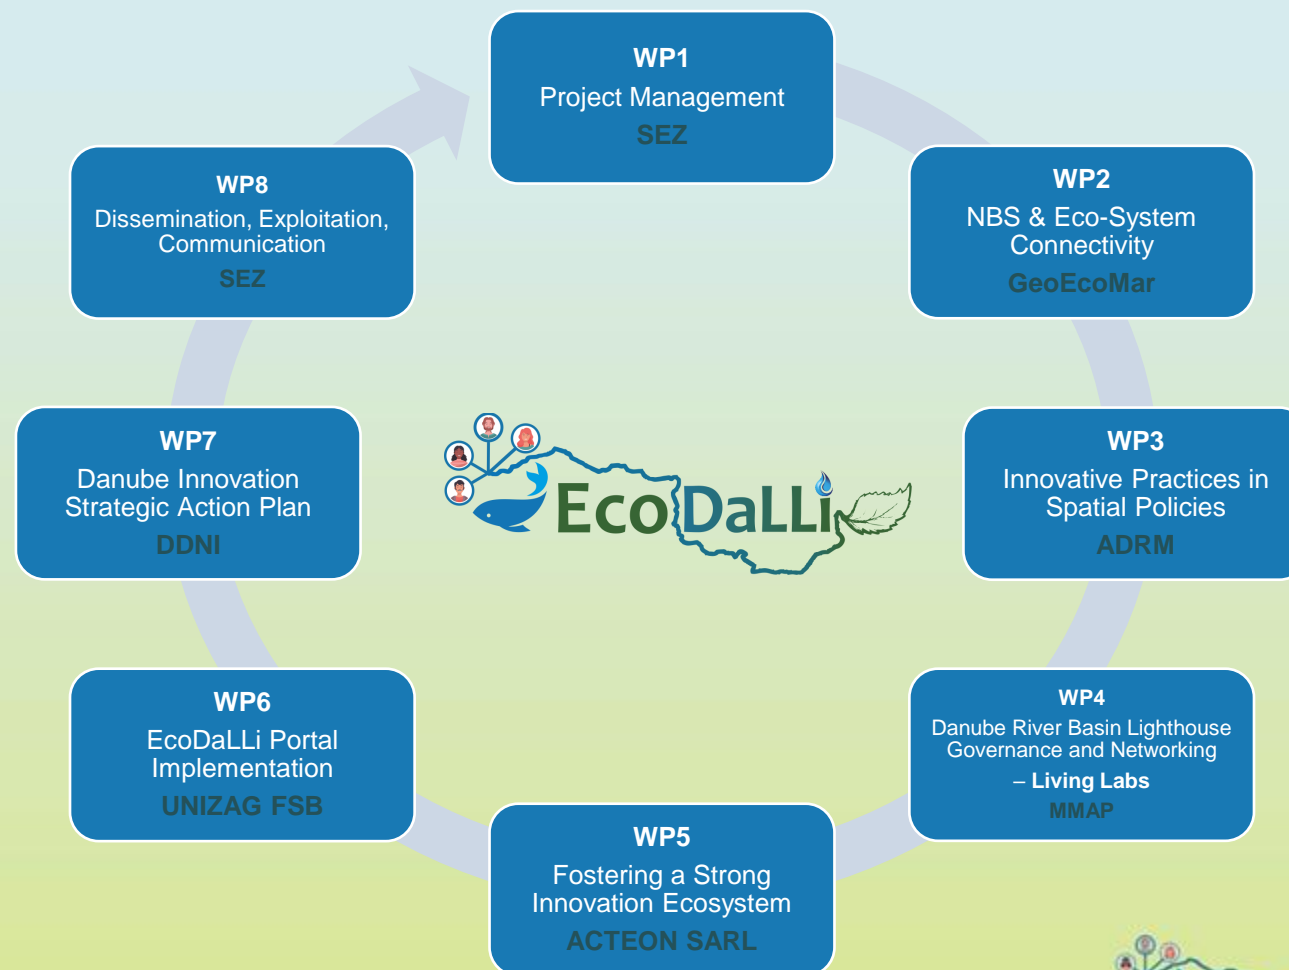 WP1
Project Management
SEZ
WP2
NBS & Eco-System
Connectivity
GeoEcoMar
WP3
Innovative Practices in
Spatial Policies
ADRM
WP4
Danube River Basin Lighthouse
Governance and Networking
– Living Labs
MMAP
WP5
Fostering a Strong
Innovation Ecosystem
ACTEON SARL
WP6
EcoDaLLi Portal
Implementation
UNIZAG FSB
WP7
Danube Innovation
Strategic Action Plan
DDNI
WP8
Dissemination, Exploitation,
Communication
SEZ
EcoDaLLi